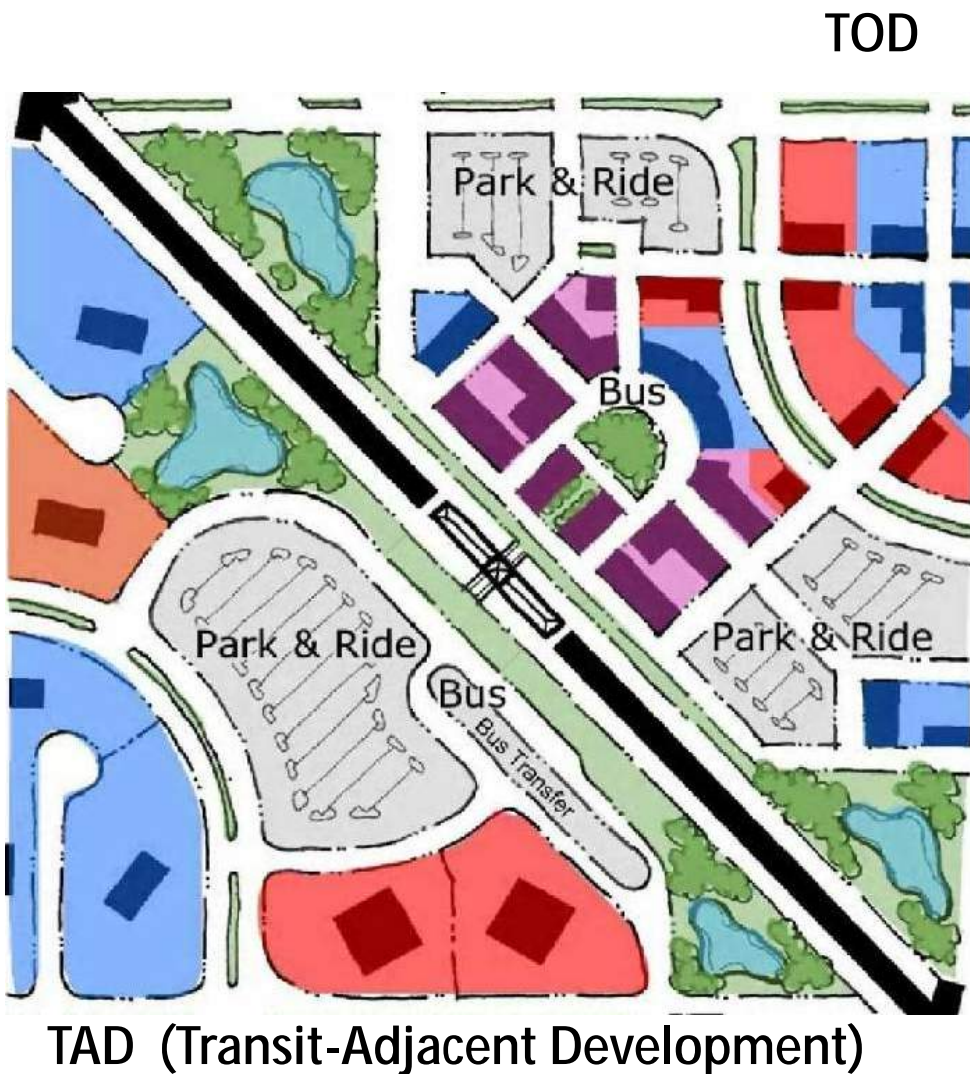 TOD
Park & Ride
Bus
Park & Ride
Park & Ride
Bus
Bus Transfer
TAD (Transit-Adjacent Development)